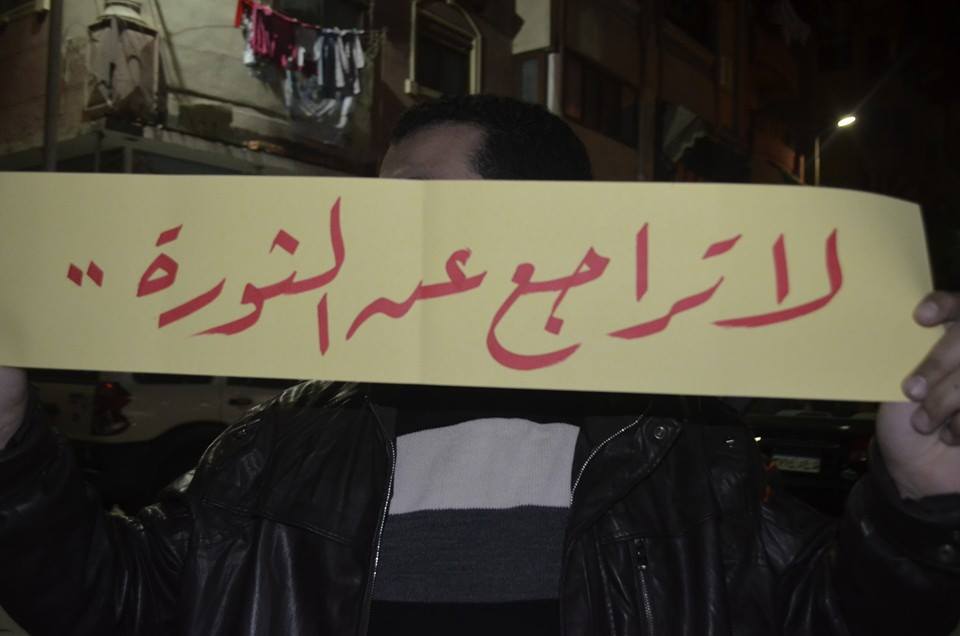 لا تراجع عن الثورة ..